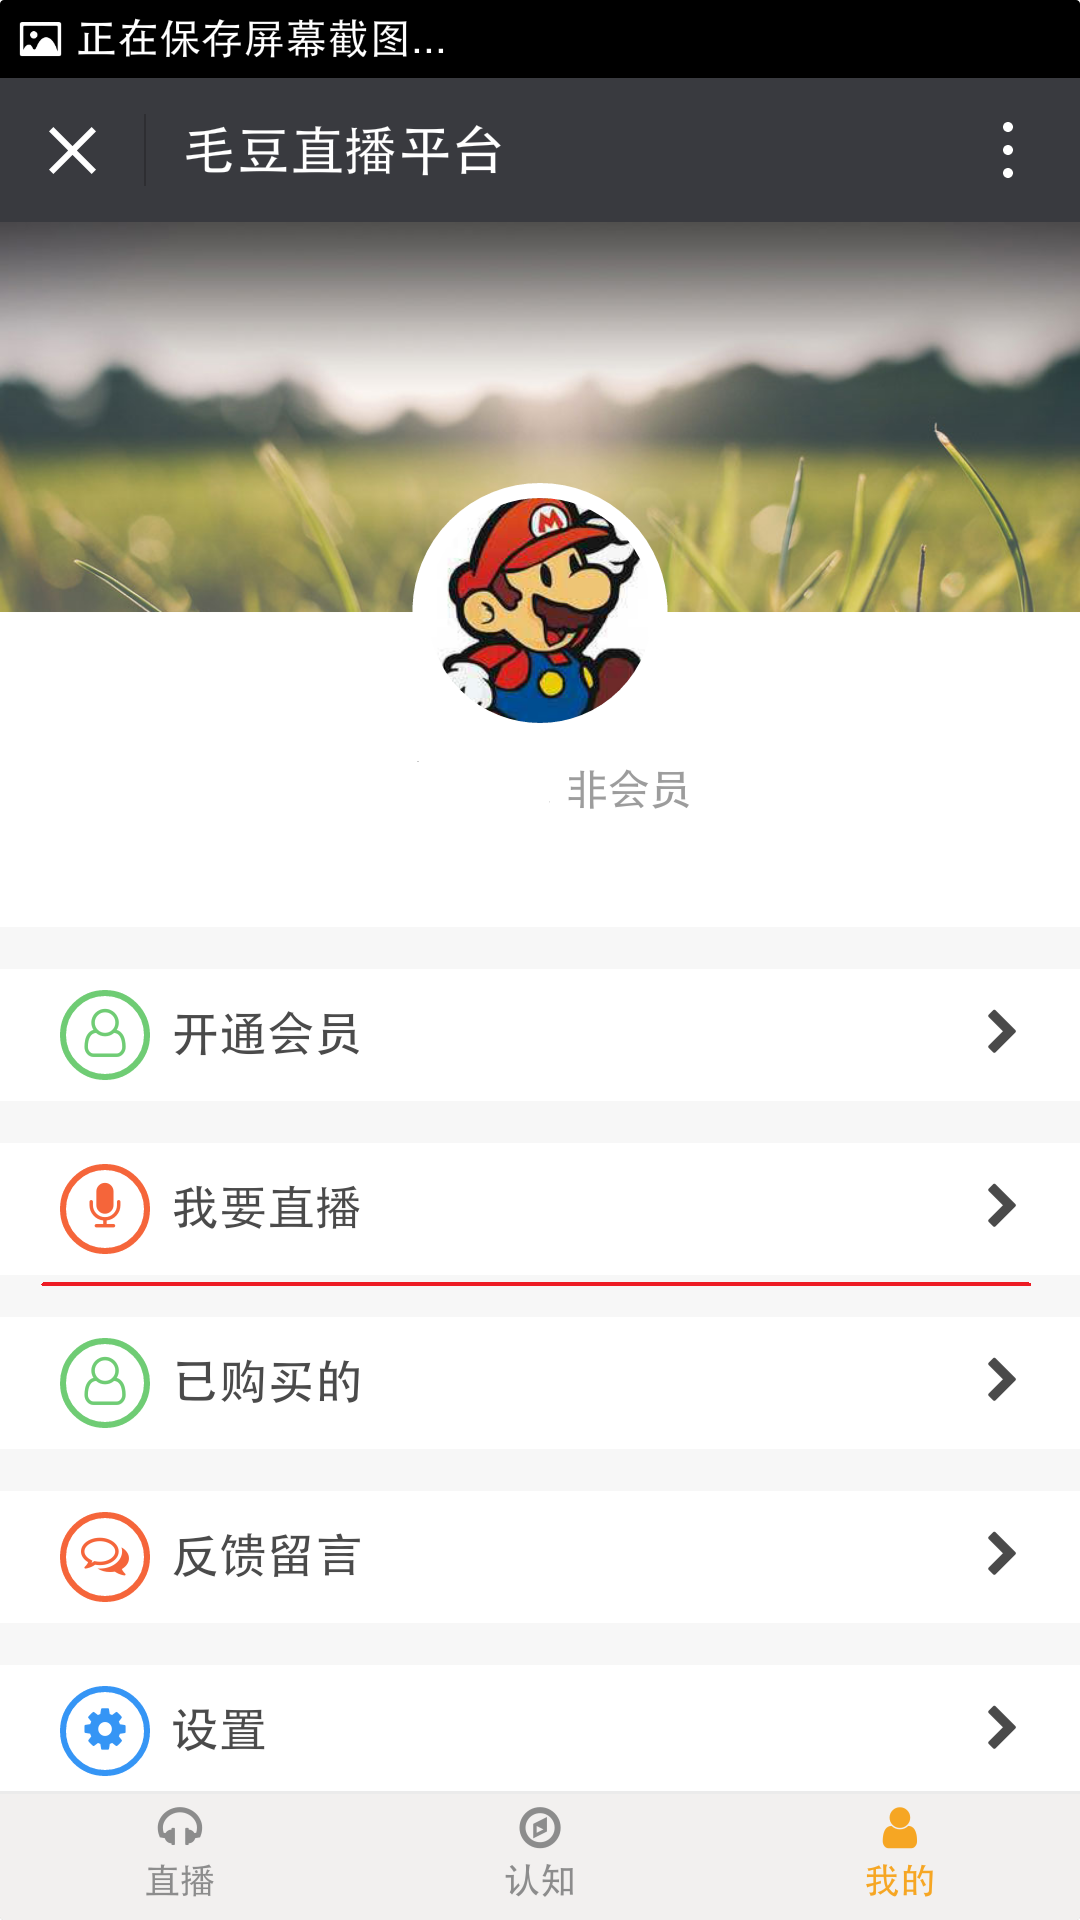 正在保存屏幕截图...
毛豆直播平台
M
非会员
开通会员
我要直播
已购买的
反馈留言
设置
直播
认知
我的